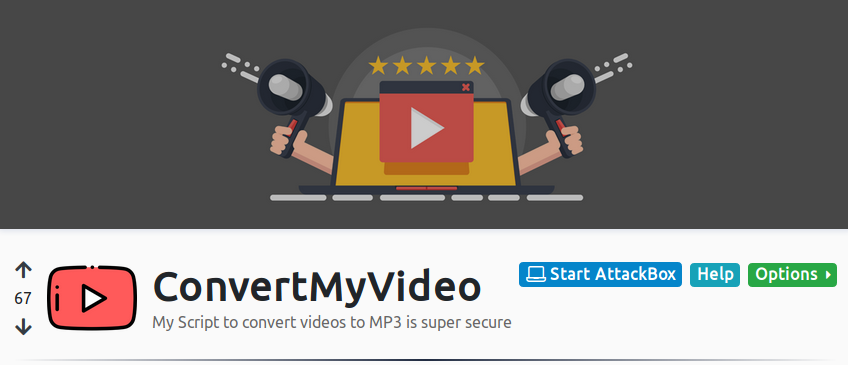 67
ConvertMyVideo
My Script to convert videos to MP3 is super secure
Start AttackBox
Help
Options